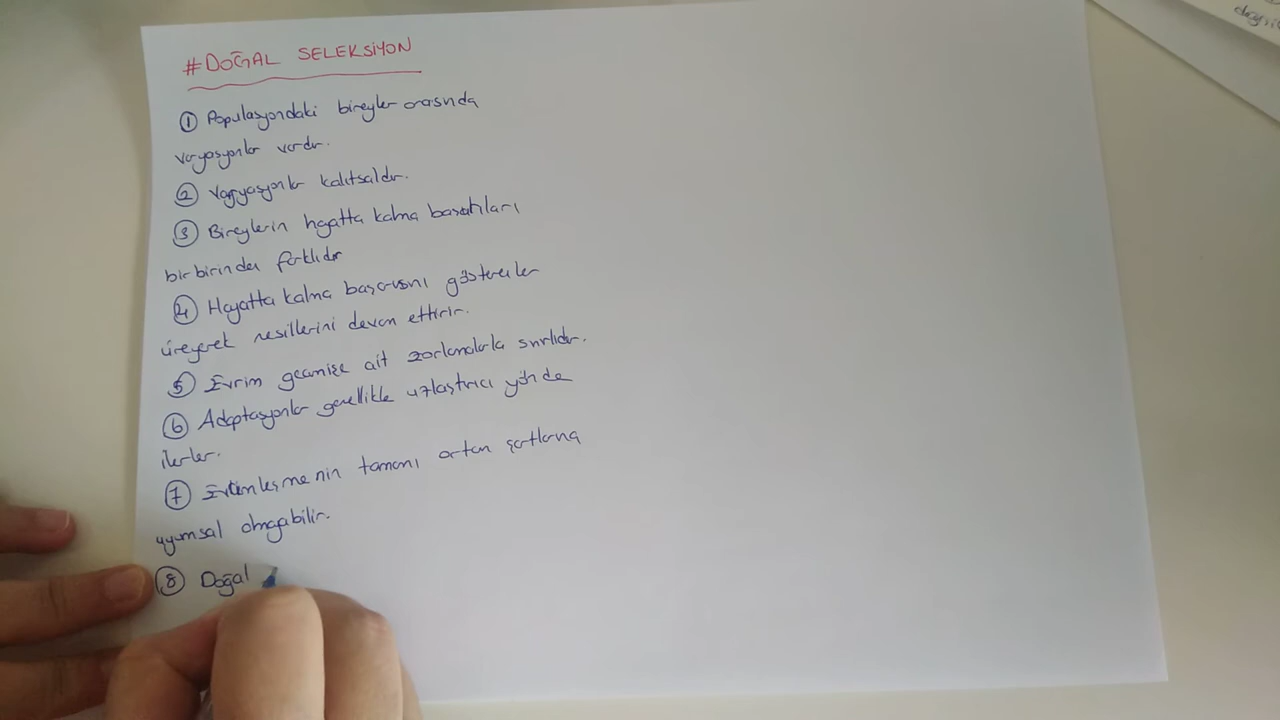 #DOĞAL SELEKSİYON
① Populasyondaki bireyler arasında
varyasyonlar vardır.
② Varyasyonlar kalıtsaldır.
③ Bireylerin hayatta kalma başarıları
birbirinden farklıdır
④ Hayatta kalma başarısını gösterenler
üreyerek nesillerini devam ettirir.
⑤ Evrim geçmişe ait zorlamalarla sınırlıdır.
⑥ Adaptasyonlar genellikle uzlaştırıcı yönde
ilerler.
⑦ Evrimleşmenin tamamı ortam şartlarına
uyumsal olmayabilir.
⑧ Doğal